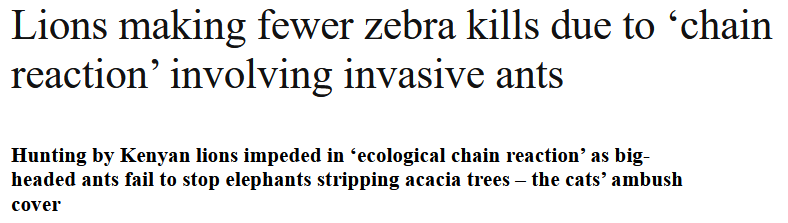 Lions making fewer zebra kills due to ‘chain
reaction’ involving invasive ants
Hunting by Kenyan lions impeded in ‘ecological chain reaction’ as big-
headed ants fail to stop elephants stripping acacia trees – the cats’ ambush
cover